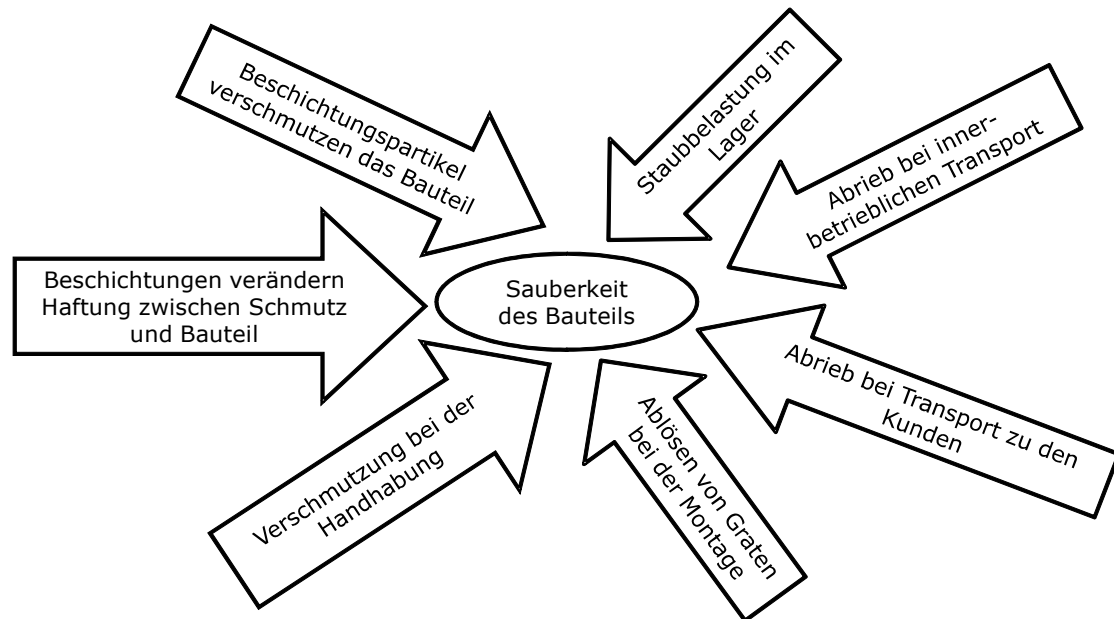 Beschichtungspartikel
verschmutzen das Bauteil
Staubbelastung im
Lager
Abrieb bei inner-
betrieblichen Transport
Beschichtungen verändern
Haftung zwischen Schmutz
und Bauteil
Sauberkeit
des Bauteils
Abrieb bei Transport zu den
Kunden
Verschmutzung bei der
Handhabung
Ablösen von Graten
bei der Montage